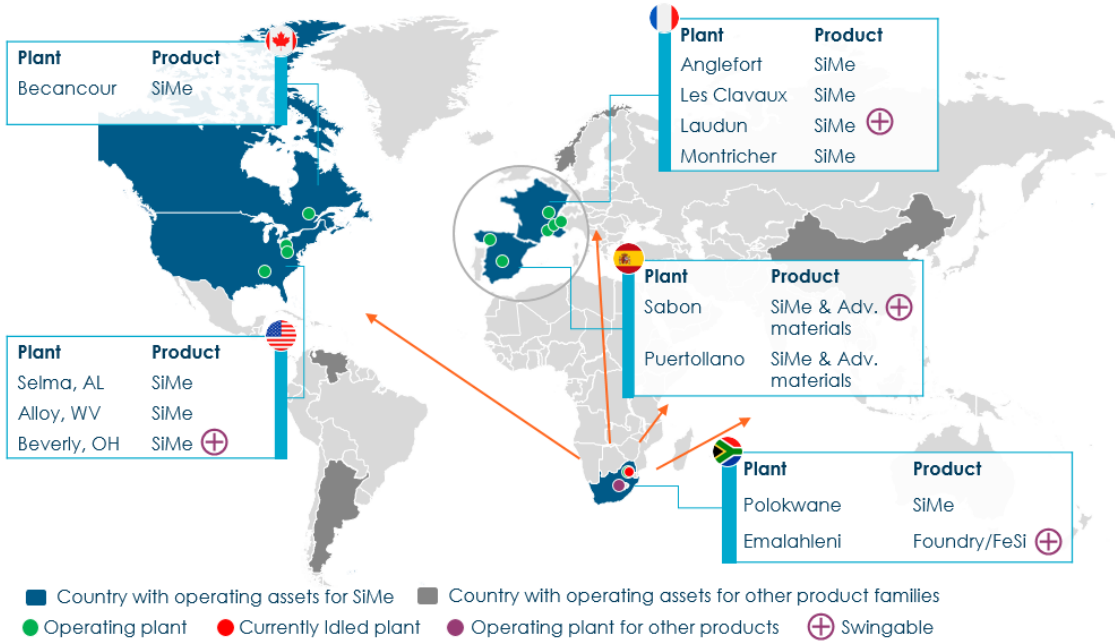 Plant Product
Becancour SiMe
Plant Product
Anglefort SiMe
Les Clavaux SiMe
Laudun SiMe
Montricher SiMe
Plant Product
Sabon SiMe & Adv.
materials
Puertollano SiMe & Adv.
materials
Plant Product
Selma, AL SiMe
Alloy, WV SiMe
Beverly, OH SiMe
Plant Product
Polokwane SiMe
Emalahleni Foundry/FeSi
Country with operating assets for SiMe Country with operating assets for other product families
Operating plant Currently Idled plant Operating plant for other products Swingable